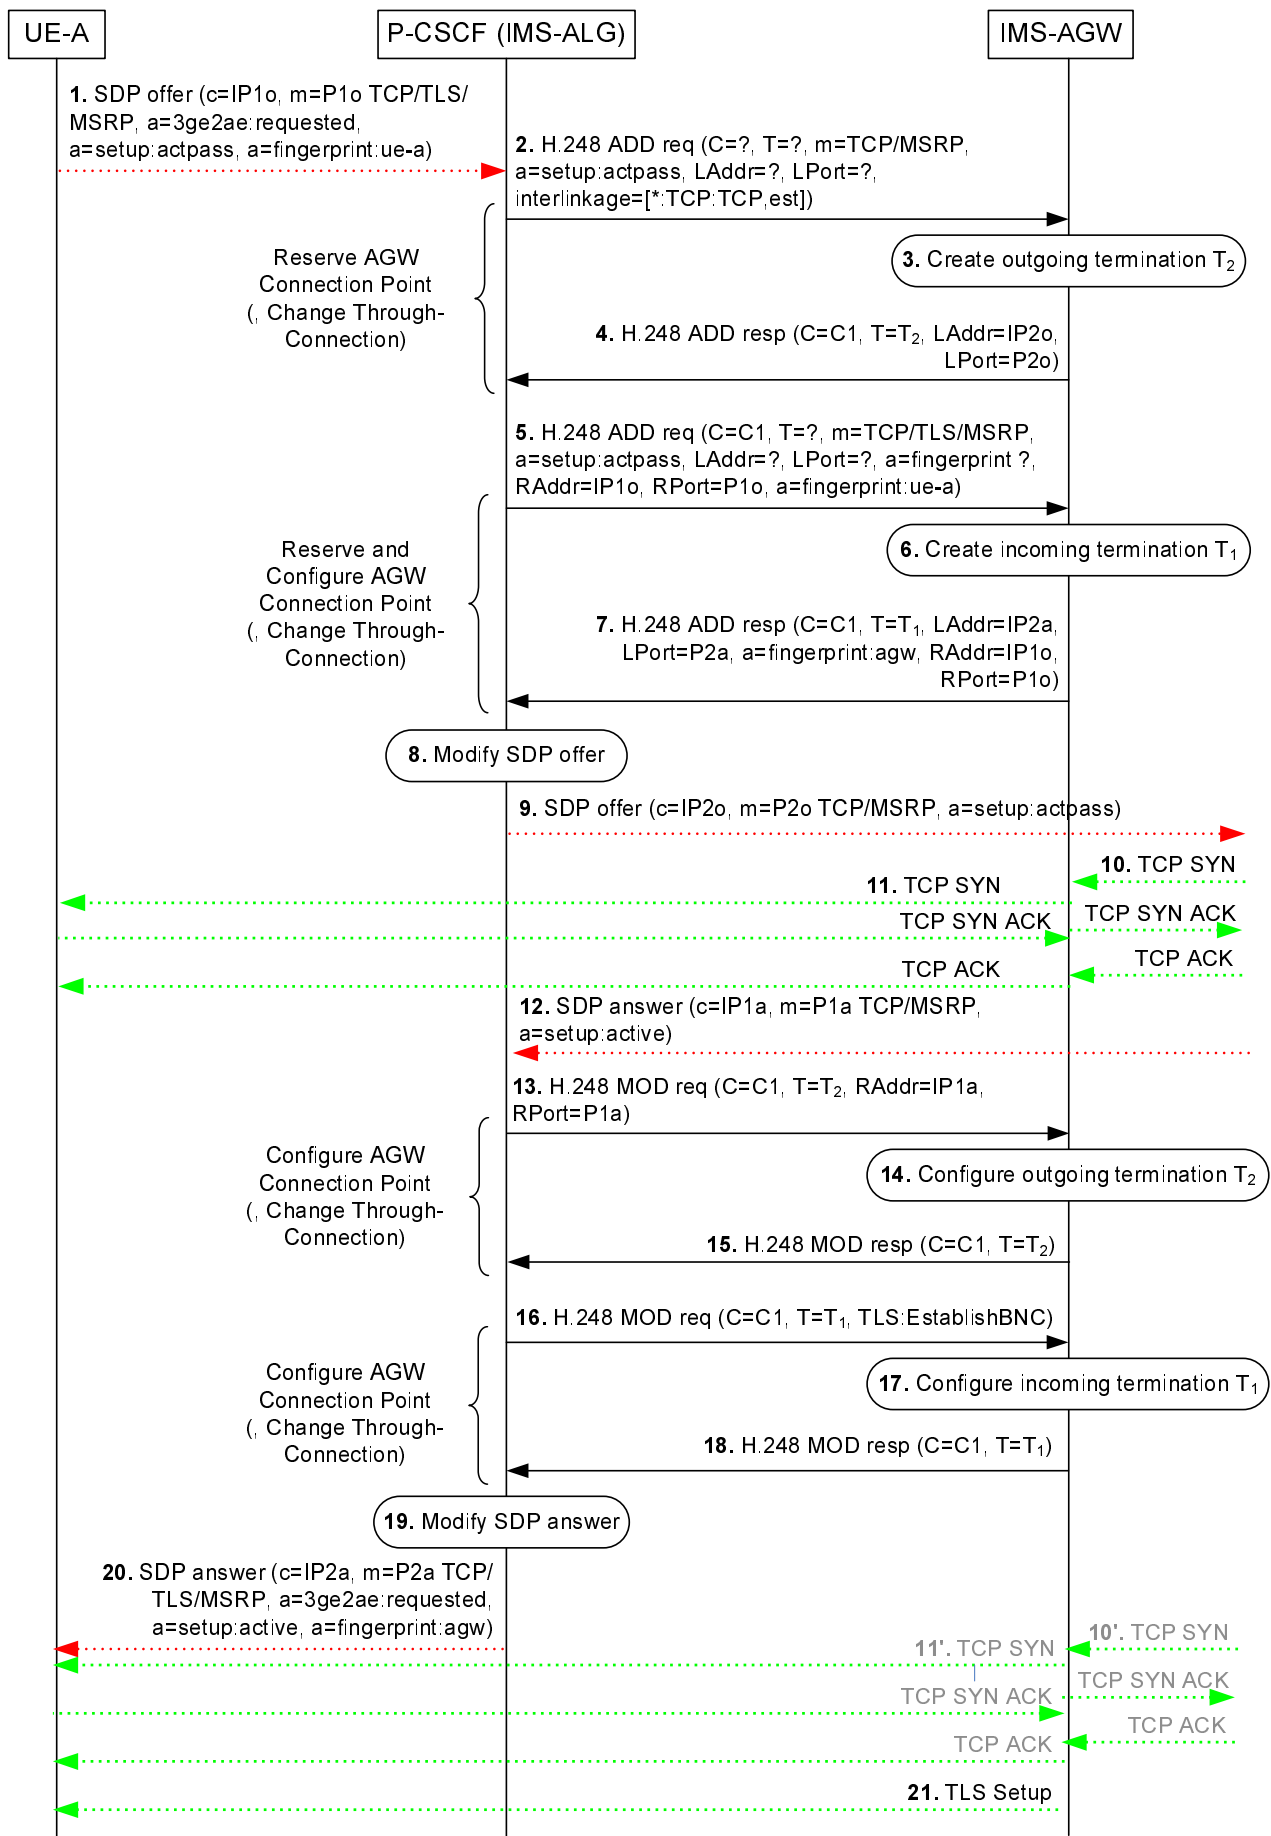 UE-A
P-CSCF (IMS-ALG)
IMS-AGW
1. SDP offer (c=IP1o, m=P1o TCP/TLS/
MSRP, a=3ge2ae:requested,
a=setup:actpass, a=fingerprint:ue-a)
2. H.248 ADD req (C=?, T=?, m=TCP/MSRP,
a=setup:actpass, LAddr=?, LPort=?,
interlinkage=[*:TCP:TCP,est])
Reserve AGW
Connection Point
(, Change Through-
Connection)
3. Create outgoing termination T2
4. H.248 ADD resp (C=C1, T=T2, LAddr=IP2o,
LPort=P2o)
5. H.248 ADD req (C=C1, T=?, m=TCP/TLS/MSRP,
a=setup:actpass, LAddr=?, LPort=?, a=fingerprint ?,
RAddr=IP1o, RPort=P1o, a=fingerprint:ue-a)
Reserve and
Configure AGW
Connection Point
(, Change Through-
Connection)
6. Create incoming termination T1
7. H.248 ADD resp (C=C1, T=T1, LAddr=IP2a,
LPort=P2a, a=fingerprint:agw, RAddr=IP1o,
RPort=P1o)
8. Modify SDP offer
9. SDP offer (c=IP2o, m=P2o TCP/MSRP, a=setup:actpass)
10. TCP SYN
11. TCP SYN
TCP SYN ACK
TCP SYN ACK
TCP ACK
TCP ACK
12. SDP answer (c=IP1a, m=P1a TCP/MSRP,
a=setup:active)
13. H.248 MOD req (C=C1, T=T2, RAddr=IP1a,
RPort=P1a)
Configure AGW
Connection Point
(, Change Through-
Connection)
14. Configure outgoing termination T2
15. H.248 MOD resp (C=C1, T=T2)
16. H.248 MOD req (C=C1, T=T1, TLS:EstablishBNC)
Configure AGW
Connection Point
(, Change Through-
Connection)
17. Configure incoming termination T1
18. H.248 MOD resp (C=C1, T=T1)
19. Modify SDP answer
20. SDP answer (c=IP2a, m=P2a TCP/
TLS/MSRP, a=3ge2ae:requested,
a=setup:active, a=fingerprint:agw)
10'. TCP SYN
11'. TCP SYN
TCP SYN ACK
TCP SYN ACK
TCP ACK
TCP ACK
21. TLS Setup